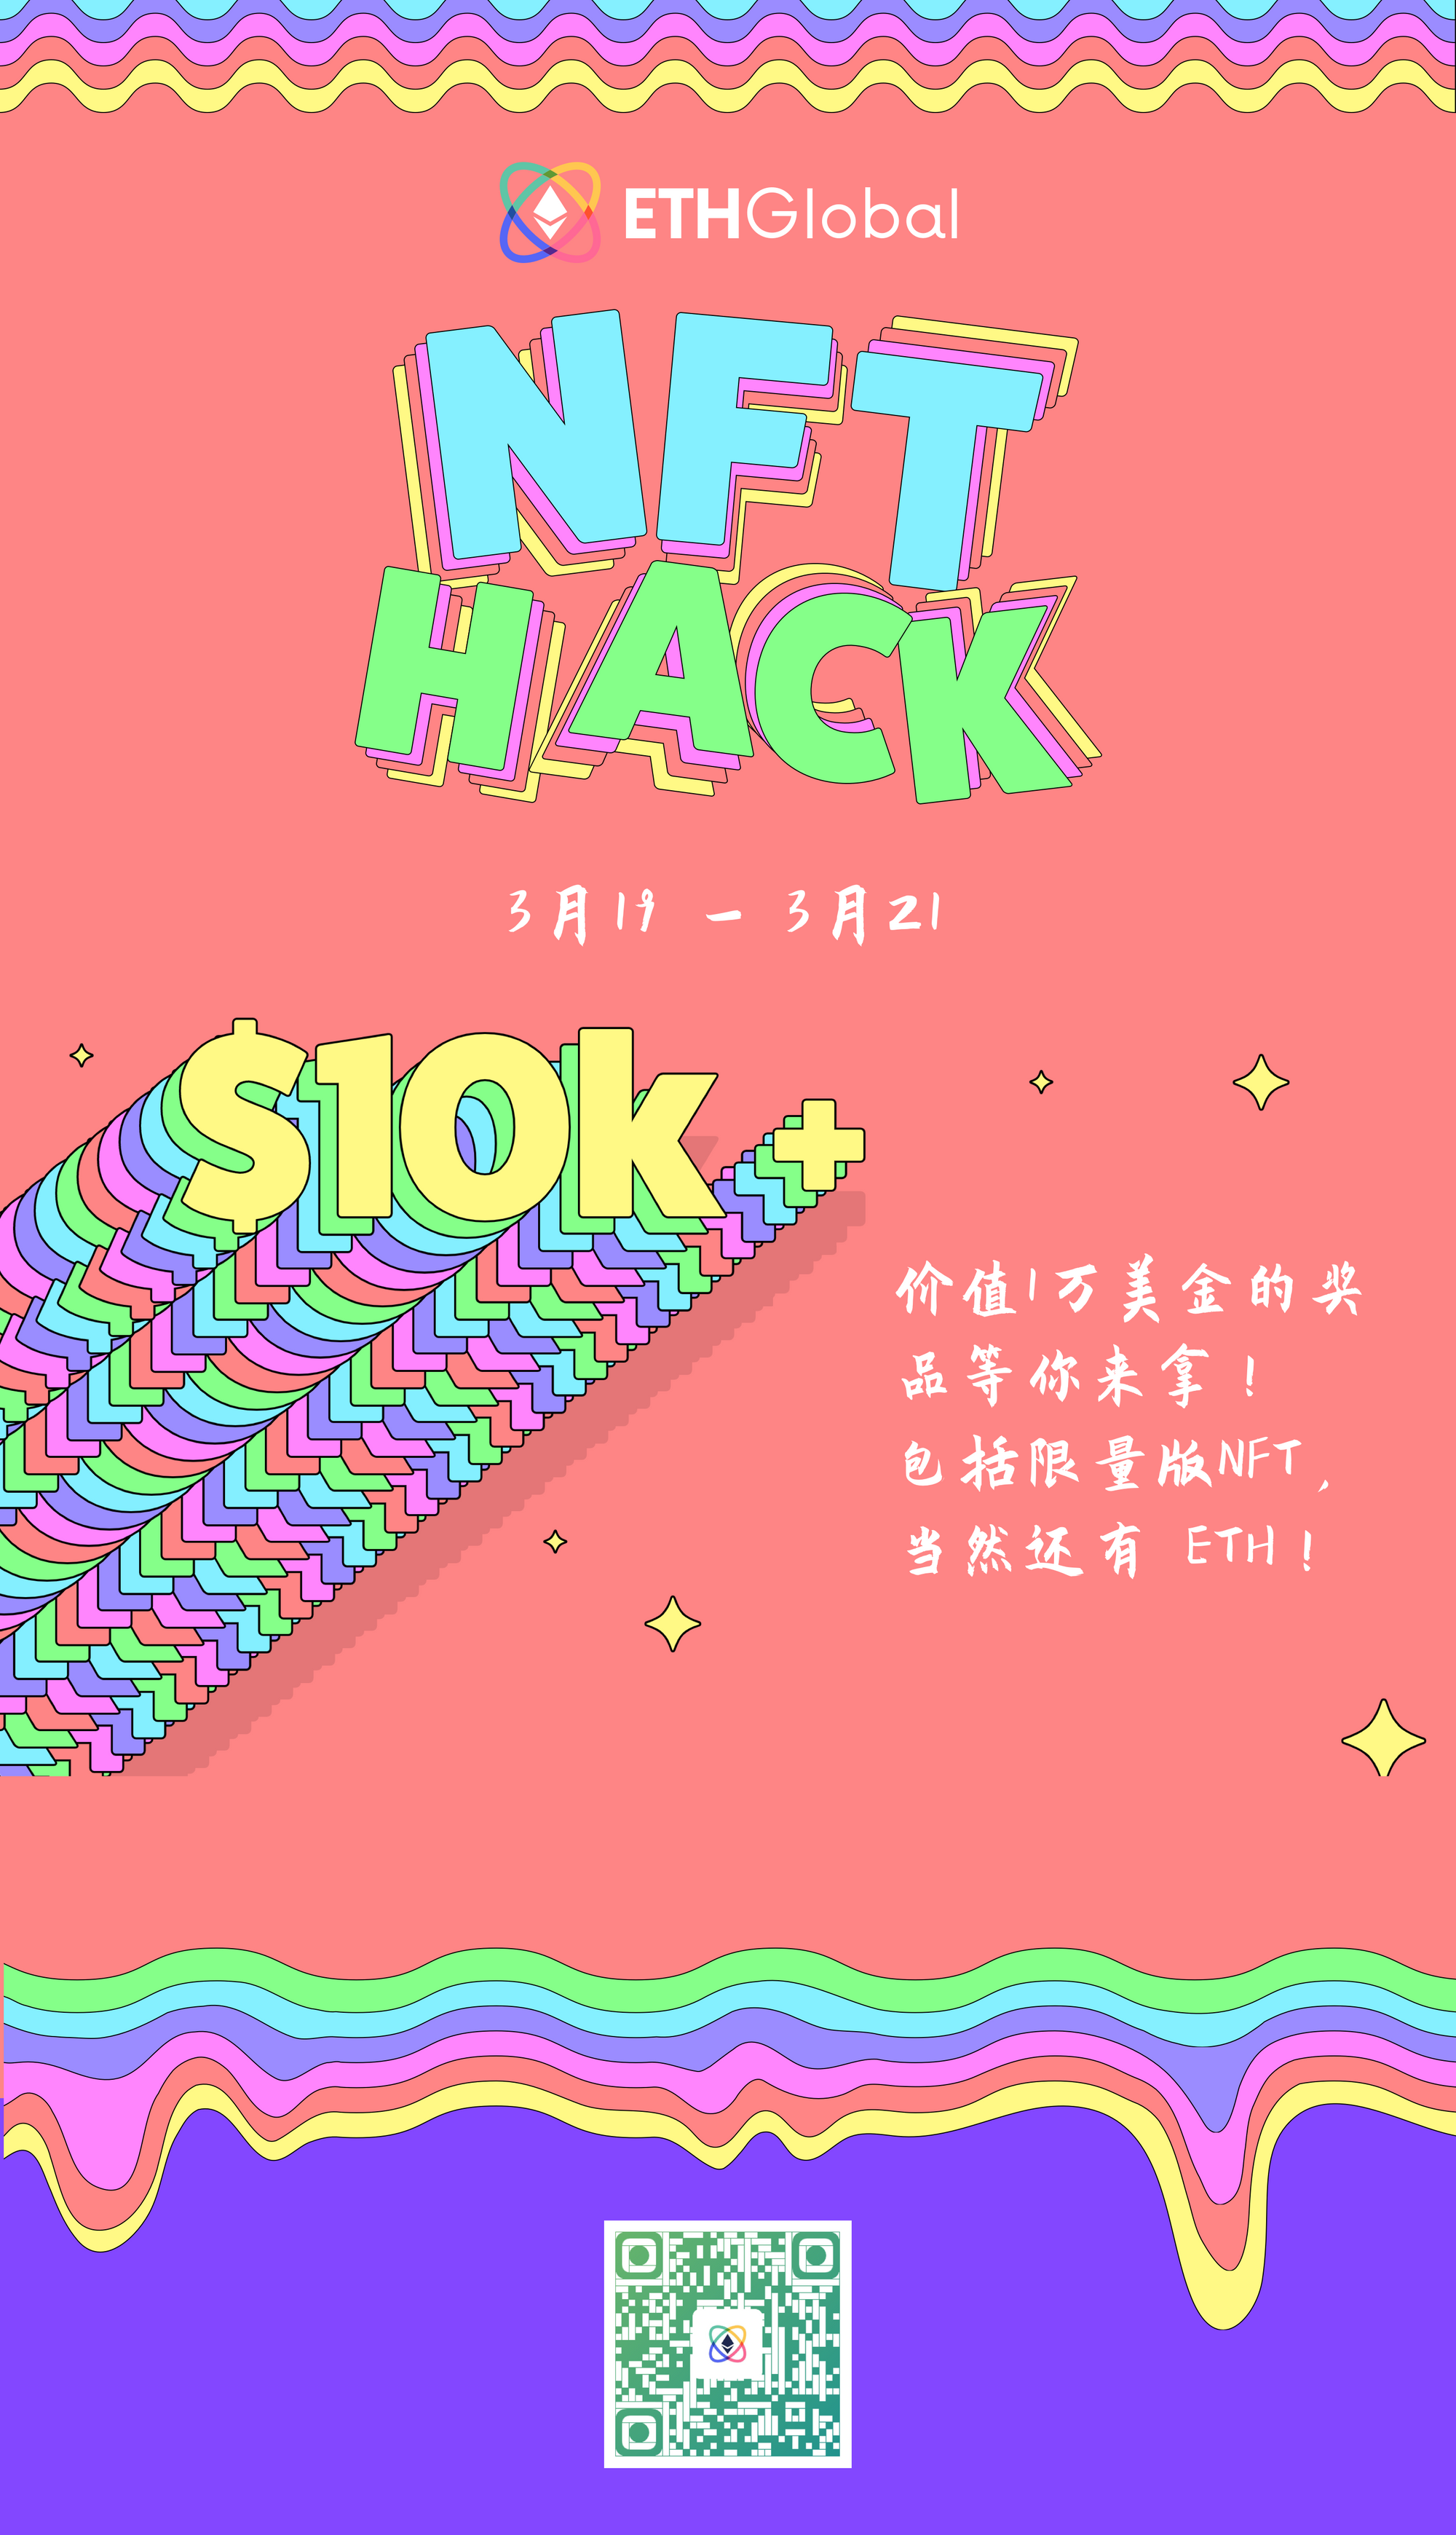 ETHGlobal
NFT
HACK
3月19 - 3月21
$10k+
价值1万美金的奖
品等你来拿！
包括限量版NFT，
当然还有 ETH！